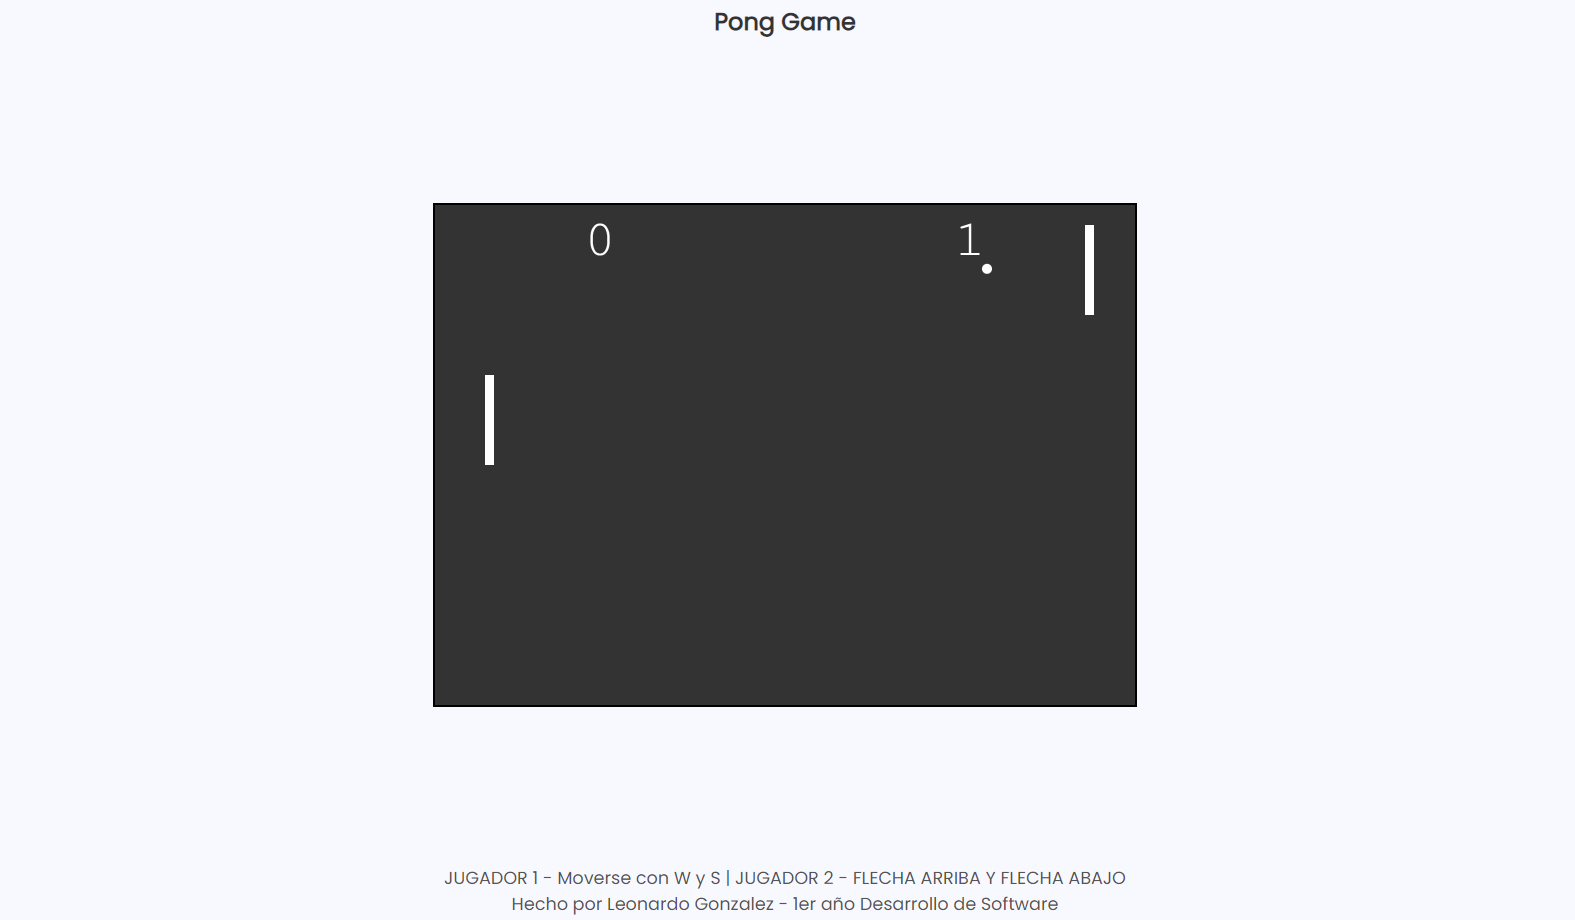 Pong Game
0 1
JUGADOR 1 - Moverse con W y S | JUGADOR 2 - FLECHA ARRIBA Y FLECHA ABAJO
Hecho por Leonardo Gonzalez - 1er año Desarrollo de Software